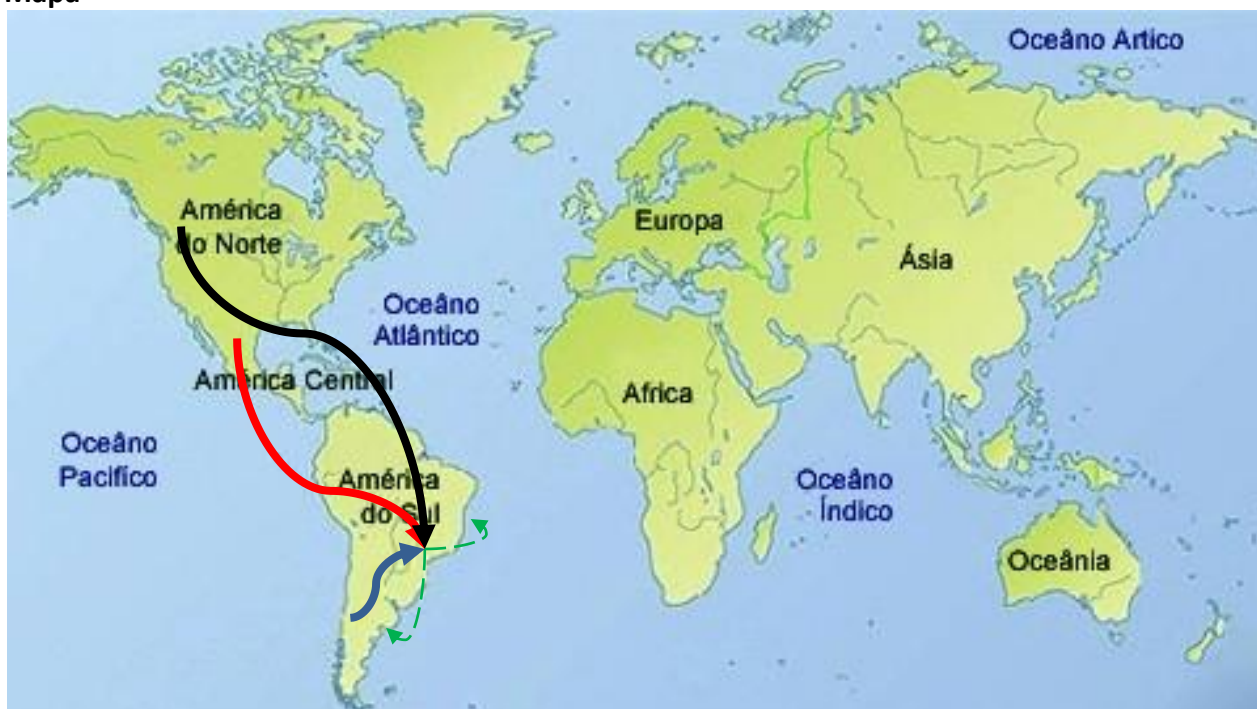 Mapa
Oceâno Artico
América
do Norte
Europa
Ásia
Oceâno
Atlântico
América Central
Africa
Oceâno
Pacifíco
América
do Sul
Oceâno
Índico
Oceânia